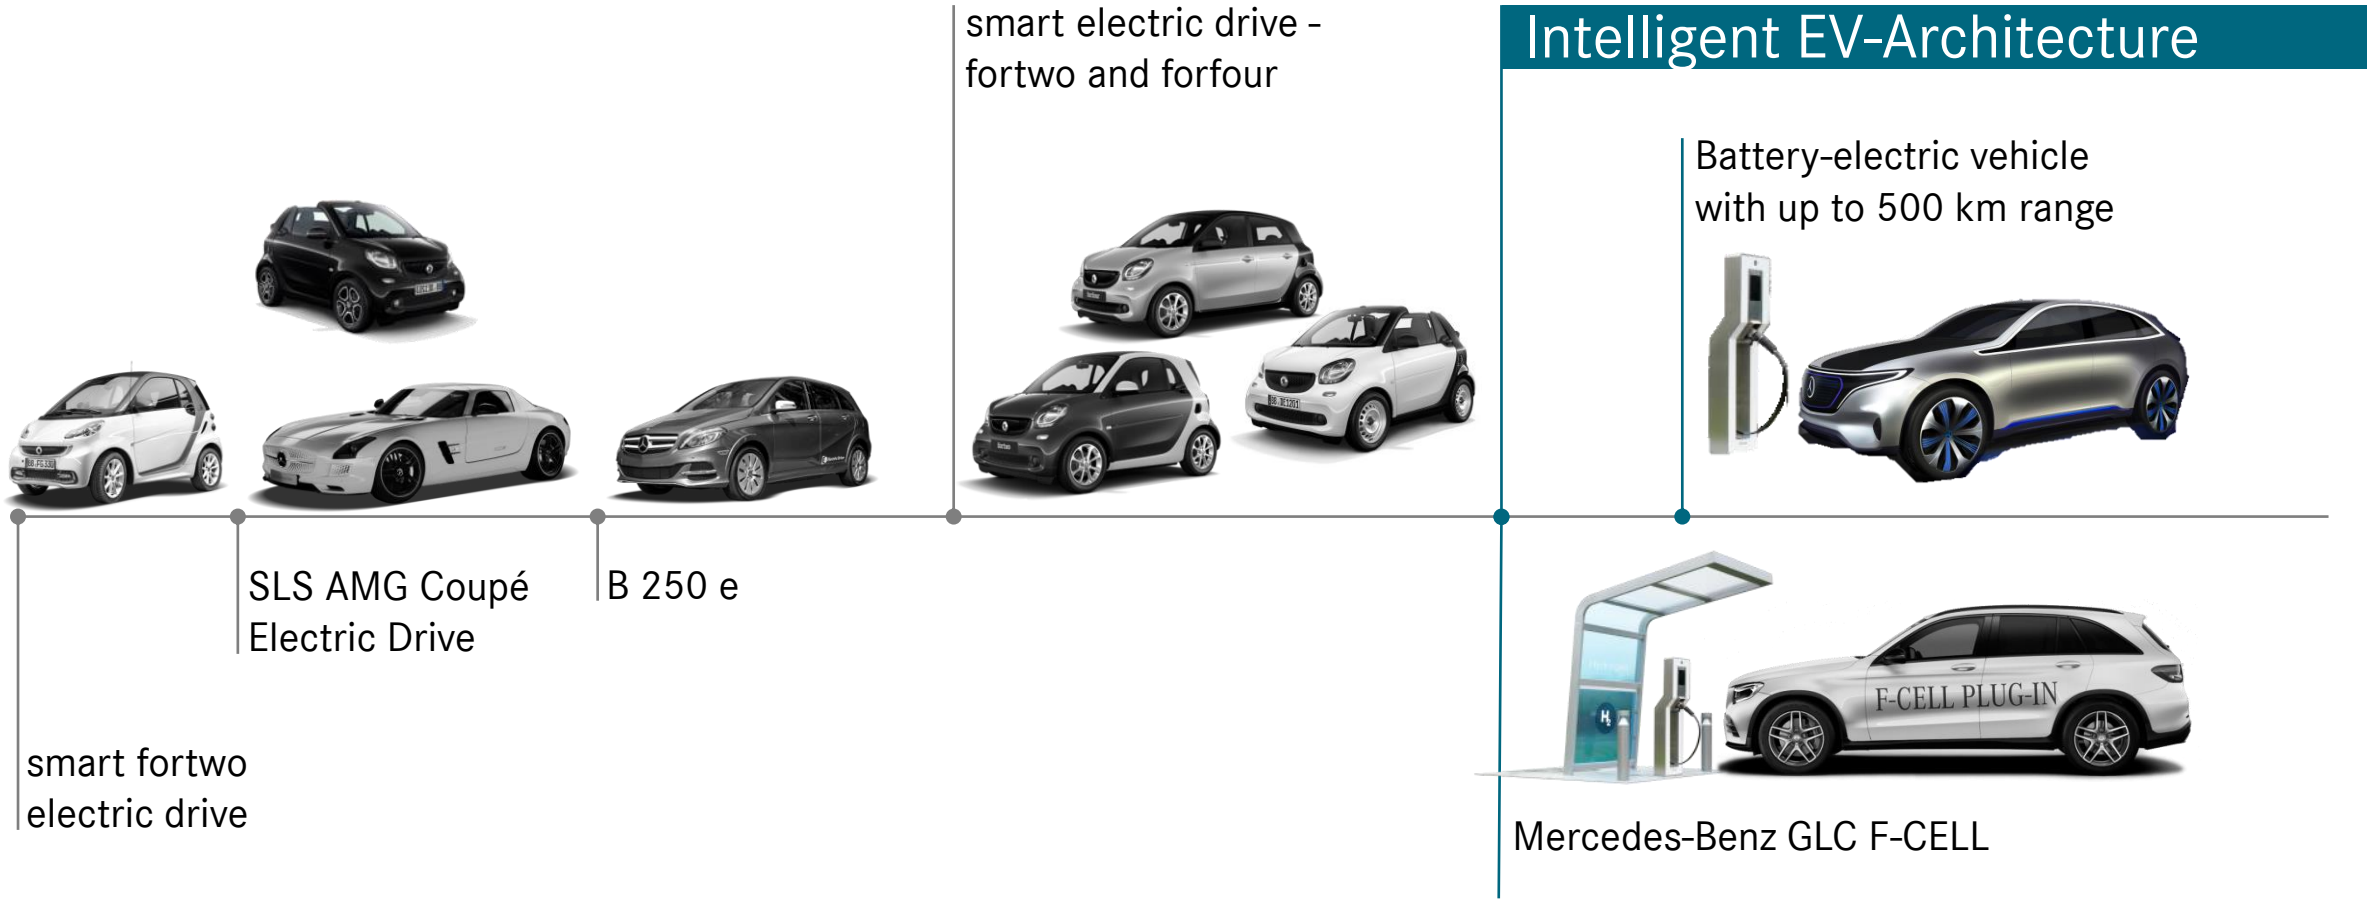 smart electric drive -
fortwo and forfour
Intelligent EV-Architecture
Battery-electric vehicle
with up to 500 km range
SLS AMG Coupé
Electric Drive
B 250 e
F-CELL PLUG-IN
H2
smart fortwo
electric drive
Mercedes-Benz GLC F-CELL